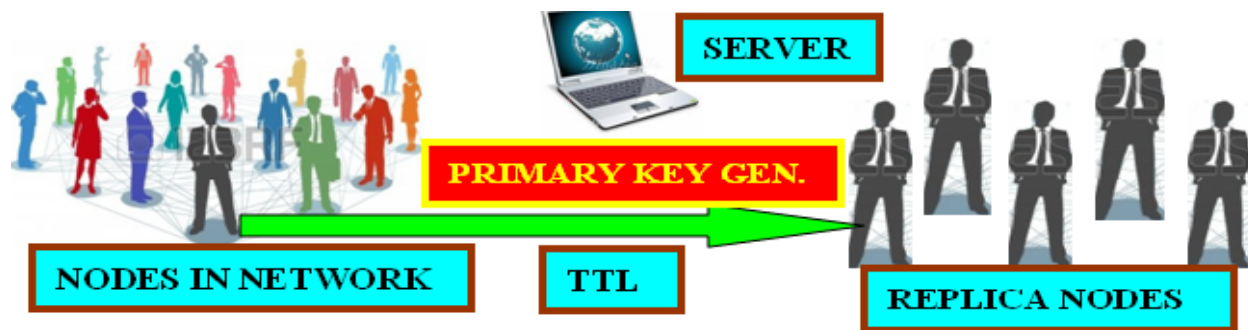 SERVER
PRIMARY KEY GEN.
NODES IN NETWORK
TTL
REPLICA NODES